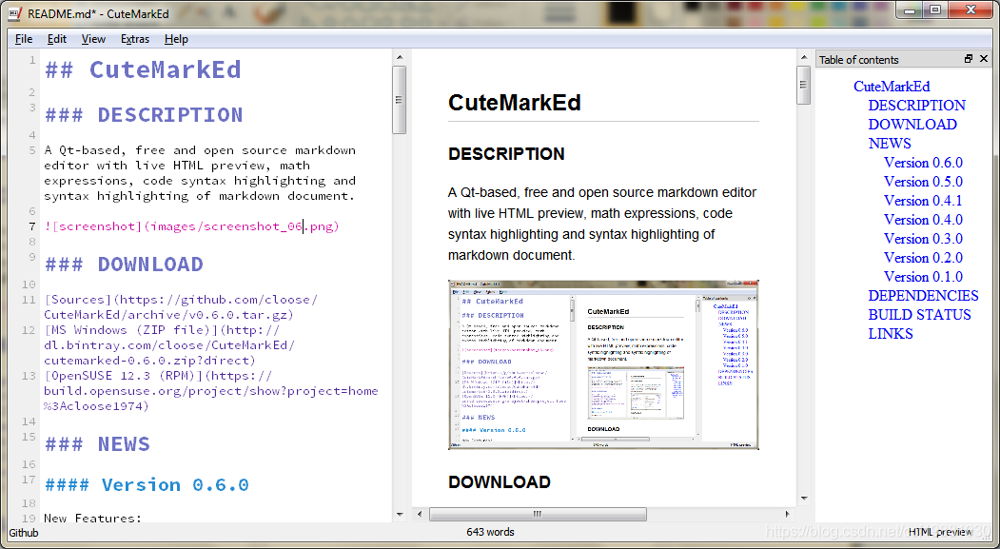 README.md* - CuteMarkEd
File Edit View Extras Help
1 ## CuteMarkEd
2
3 ### DESCRIPTION
4
5 A Qt-based, free and open source markdown
editor with live HTML preview, math
expressions, code syntax highlighting and
syntax highlighting of markdown document.
6
7 ![screenshot](images/screenshot_06.png)
8
9 ### DOWNLOAD
10
11 [Sources](https://github.com/cloose/
CuteMarkEd/archive/v0.6.0.tar.gz)
12 [MS Windows (ZIP file)](http://
dl.bintray.com/cloose/CuteMarkEd/
cutemarked-0.6.0.zip?direct)
13 [OpenSUSE 12.3 (RPM)](https://
build.opensuse.org/project/show?project=home
%3Acloose1974)
14
15 ### NEWS
16
17 #### Version 0.6.0
18
19 New Features:
CuteMarkEd
DESCRIPTION
A Qt-based, free and open source markdown editor
with live HTML preview, math expressions, code
syntax highlighting and syntax highlighting of
markdown document.
CuteMarkEd
DESCRIPTION
DOWNLOAD
DOWNLOAD
Table of contents
CuteMarkEd
DESCRIPTION
DOWNLOAD
NEWS
Version 0.6.0
Version 0.5.0
Version 0.4.1
Version 0.4.0
Version 0.3.0
Version 0.2.0
Version 0.1.0
DEPENDENCIES
BUILD STATUS
LINKS
Github
643 words
HTML preview